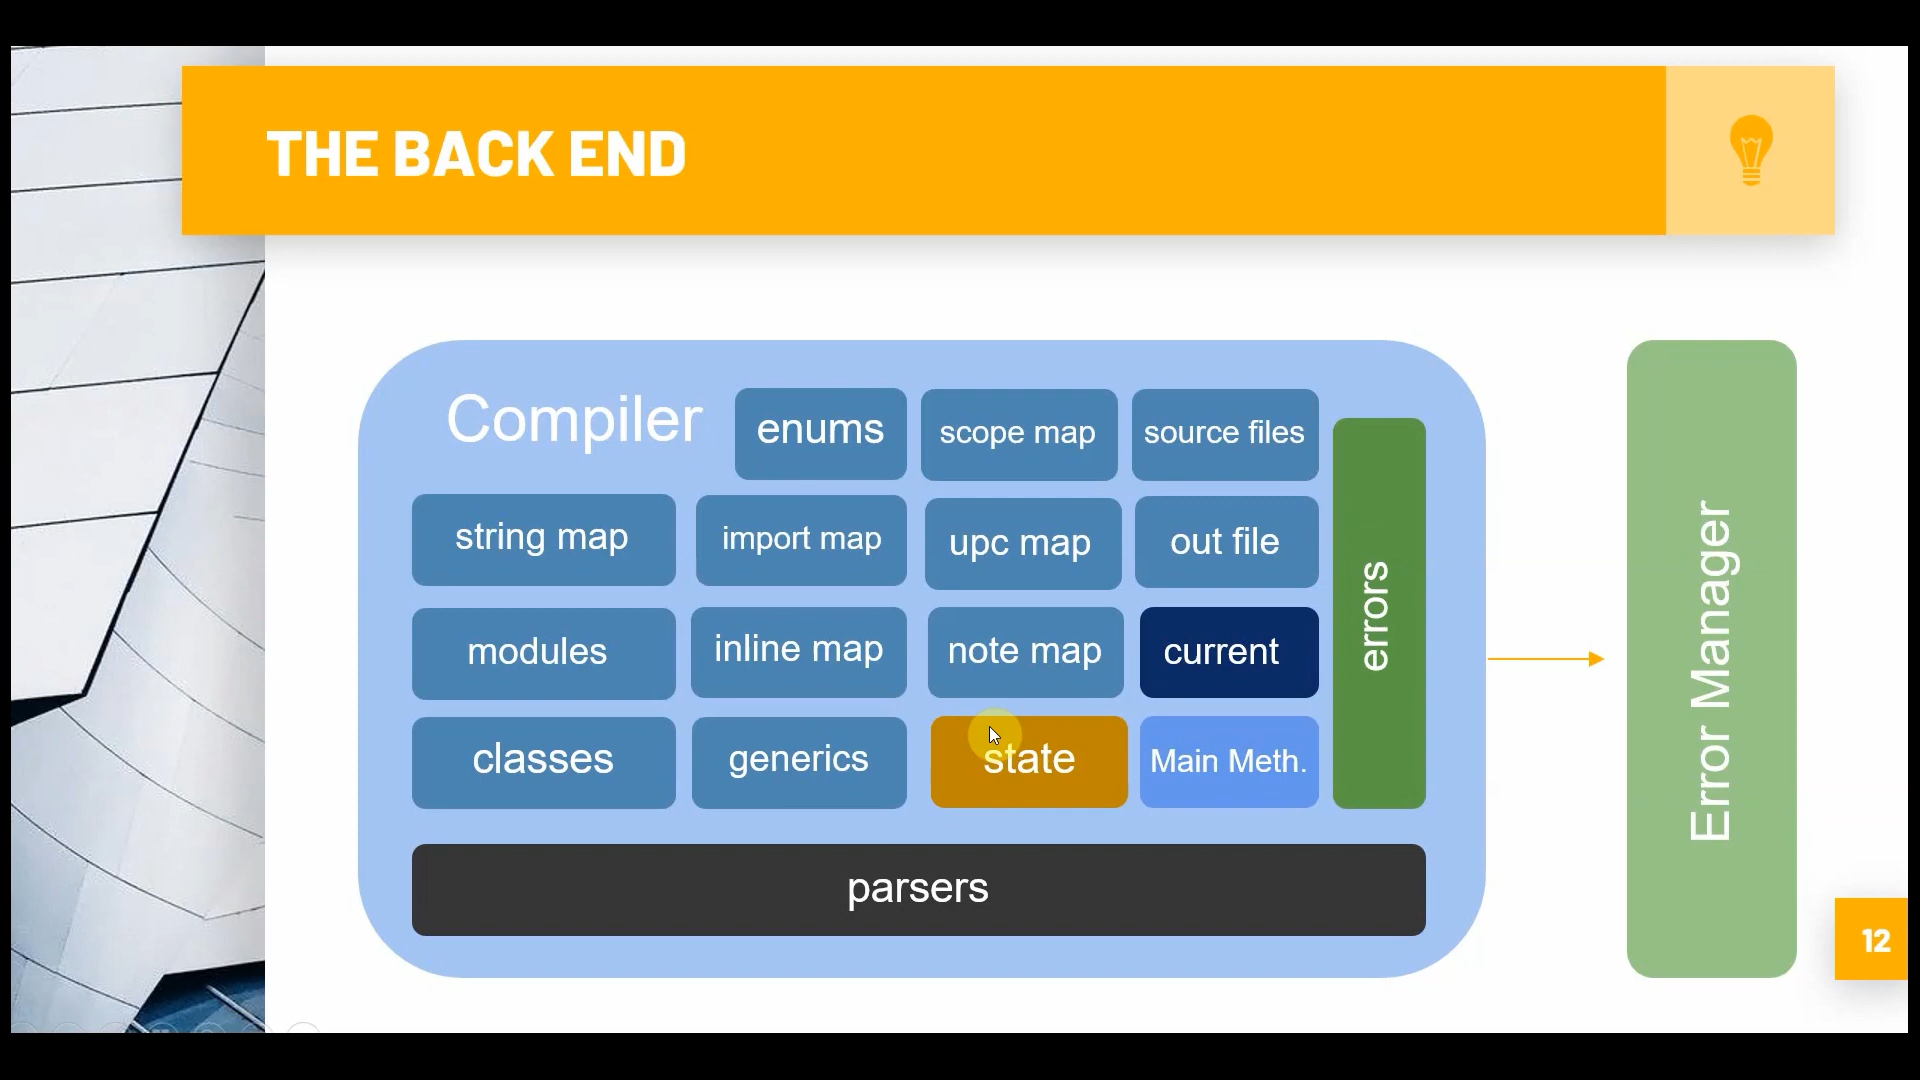 THE BACK END
Compiler
enums
scope map
source files
string map
import map
upc map
out file
modules
inline map
note map
current
classes
generics
state
Main Meth.
errors
parsers
Error Manager
12